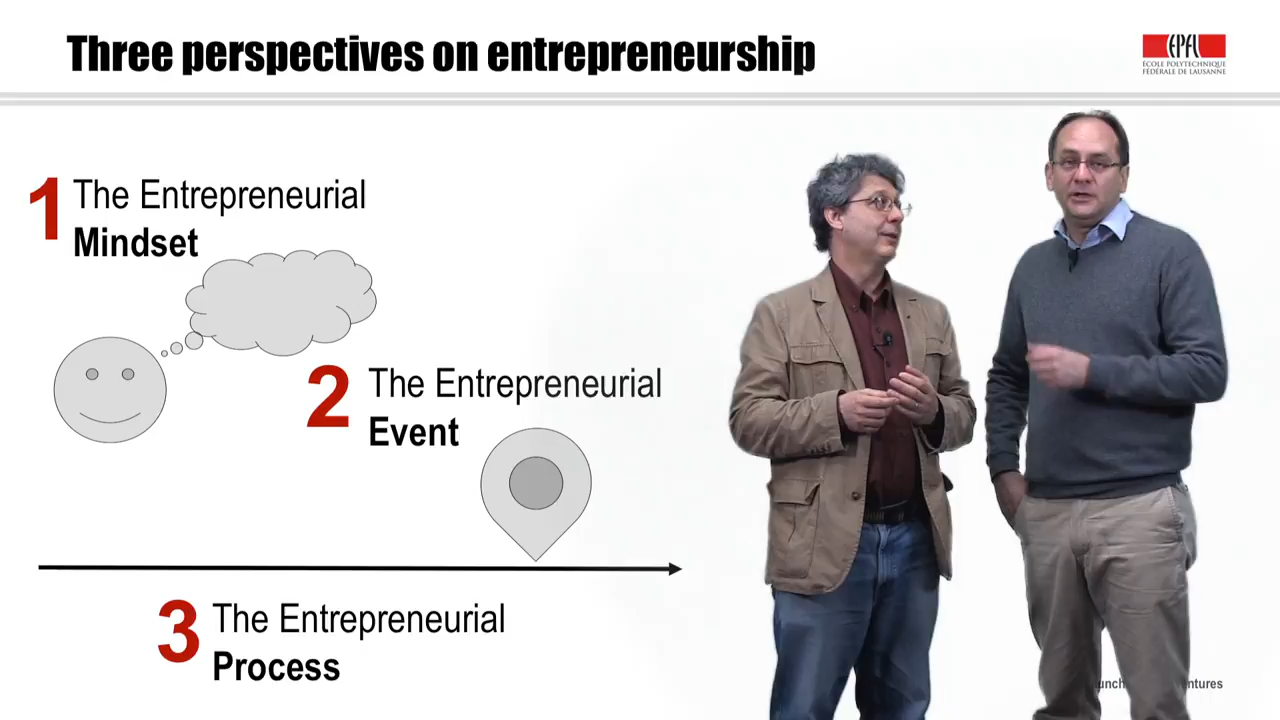 Three perspectives on entrepreneurship
EPFL
ÉCOLE POLYTECHNIQUE
FÉDÉRALE DE LAUSANNE
1 The Entrepreneurial
Mindset
2 The Entrepreneurial
Event
3 The Entrepreneurial
Process